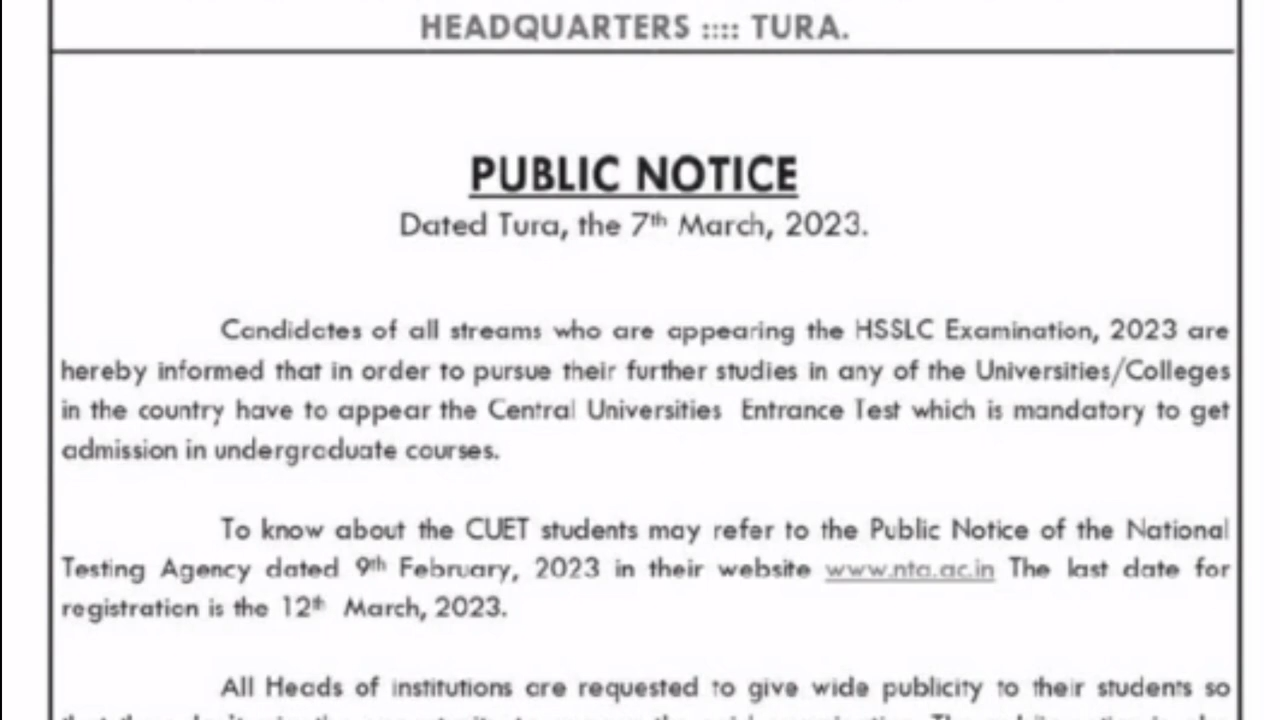 HEADQUARTERS :::: TURA.
PUBLIC NOTICE
Dated Tura, the 7th March, 2023.
Candidates of all streams who are appearing the HSSLC Examination, 2023 are
hereby informed that in order to pursue their further studies in any of the Universities/Colleges
in the country have to appear the Central Universities Entrance Test which is mandatory to get
admission in undergraduate courses.
To know about the CUET students may refer to the Public Notice of the National
Testing Agency dated 9th February, 2023 in their website www.nta.ac.in The last date for
registration is the 12th March, 2023.
All Heads of institutions are requested to give wide publicity to their students so